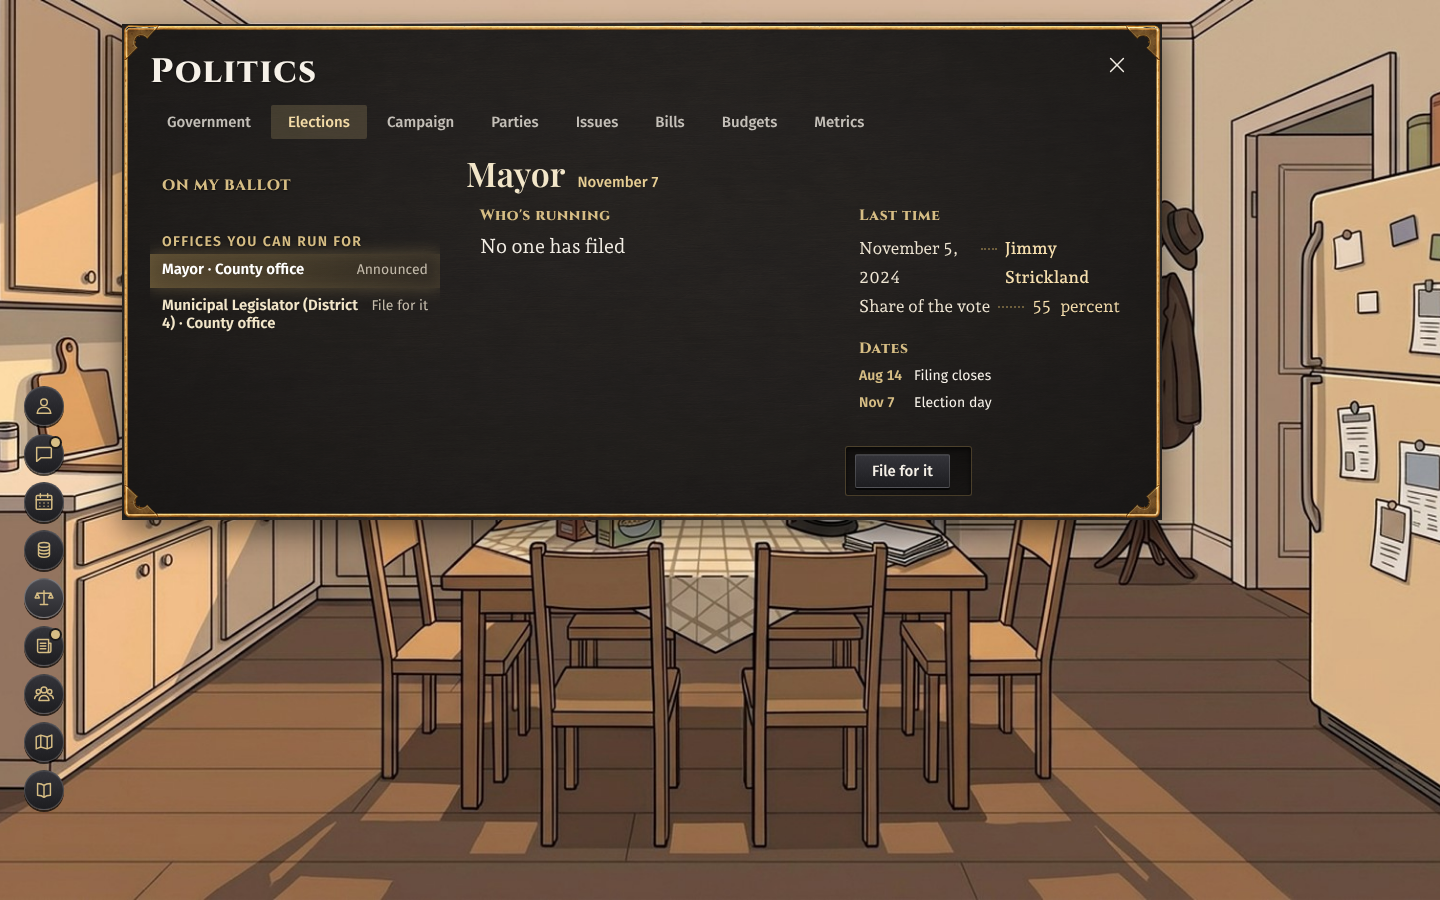 Politics
Government Elections Campaign Parties Issues Bills Budgets Metrics
On my ballot
OFFICES YOU CAN RUN FOR
Mayor · County office Announced
Municipal Legislator (District 4) · County office File for it
Mayor November 7
Who's running
No one has filed
Last time
November 5, 2024 Jimmy Strickland
Share of the vote 55 percent
Dates
Aug 14 Filing closes
Nov 7 Election day
File for it